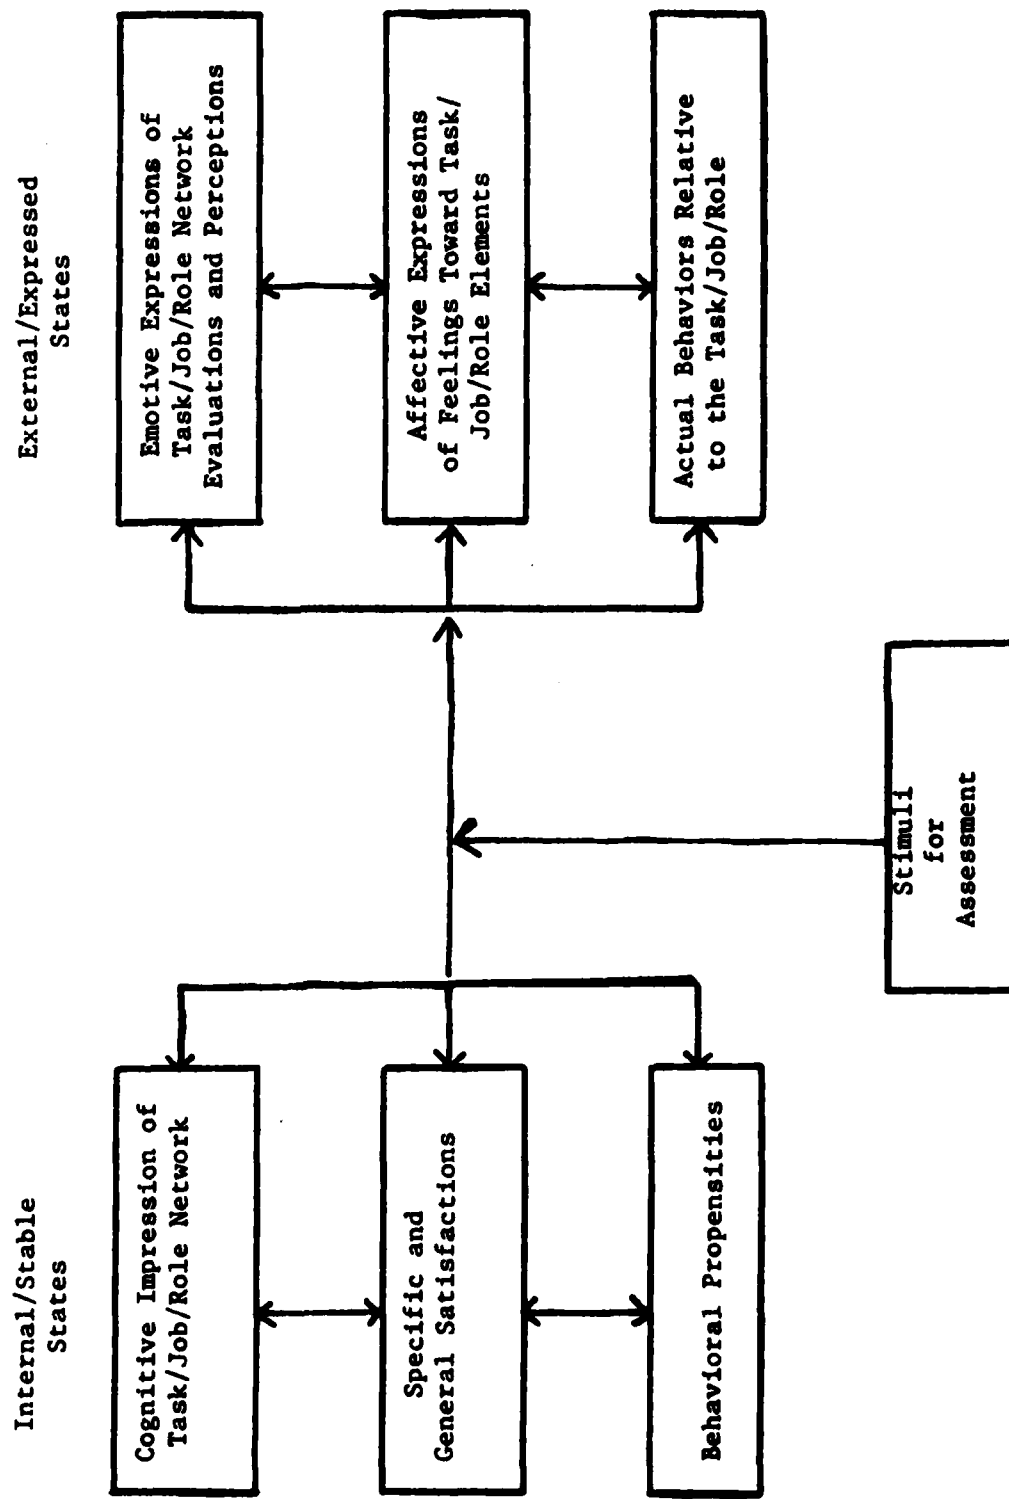 Internal/Stable
States
External/Expressed
States
Cognitive Impression of
Task/Job/Role Network
Emotive Expressions of
Task/Job/Role Network
Evaluations and Perceptions
Specific and
General Satisfactions
Affective Expressions
of Feelings Toward Task/
Job/Role Elements
Behavioral Propensities
Actual Behaviors Relative
to the Task/Job/Role
Stimuli
for
Assessment